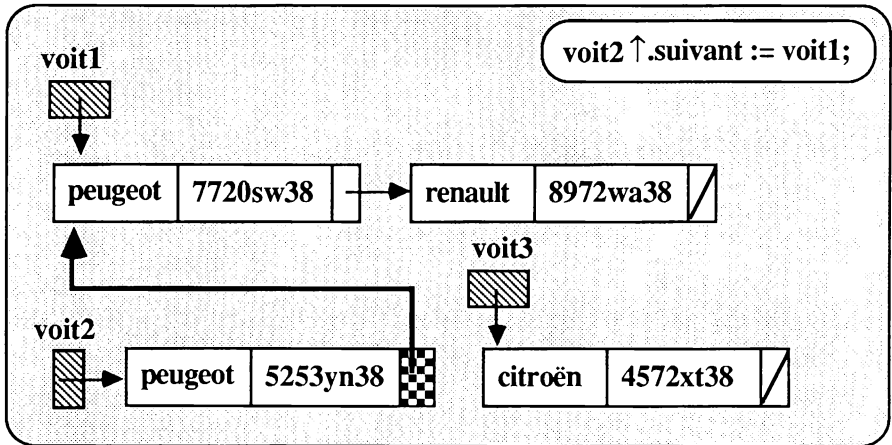 voit2 ↑.suivant := voit1;
voit1
peugeot 7720sw38
renault 8972wa38
voit3
voit2
peugeot 5253yn38
citroën 4572xt38